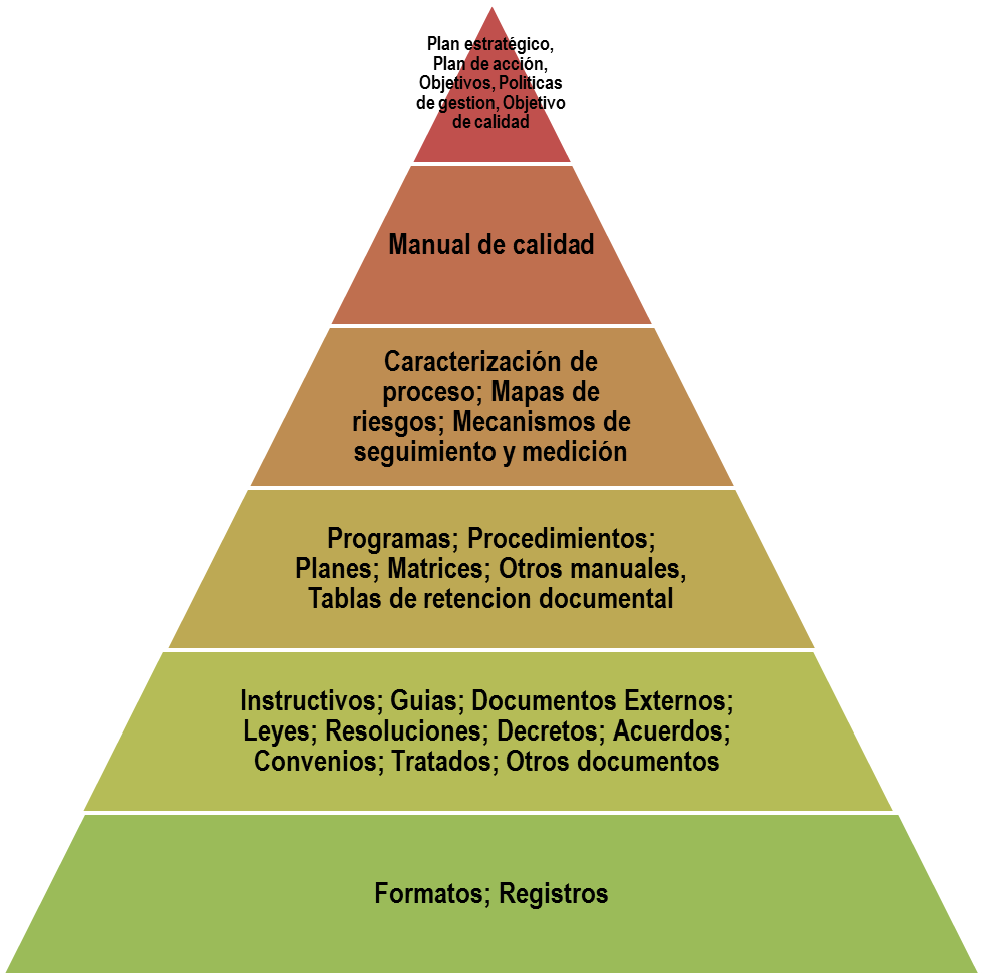 Plan estratégico,
Plan de acción,
Objetivos, Politicas
de gestion, Objetivo
de calidad
Manual de calidad
Caracterización de
proceso; Mapas de
riesgos; Mecanismos de
seguimiento y medición
Programas; Procedimientos;
Planes; Matrices; Otros manuales,
Tablas de retencion documental
Instructivos; Guias; Documentos Externos;
Leyes; Resoluciones; Decretos; Acuerdos;
Convenios; Tratados; Otros documentos
Formatos; Registros